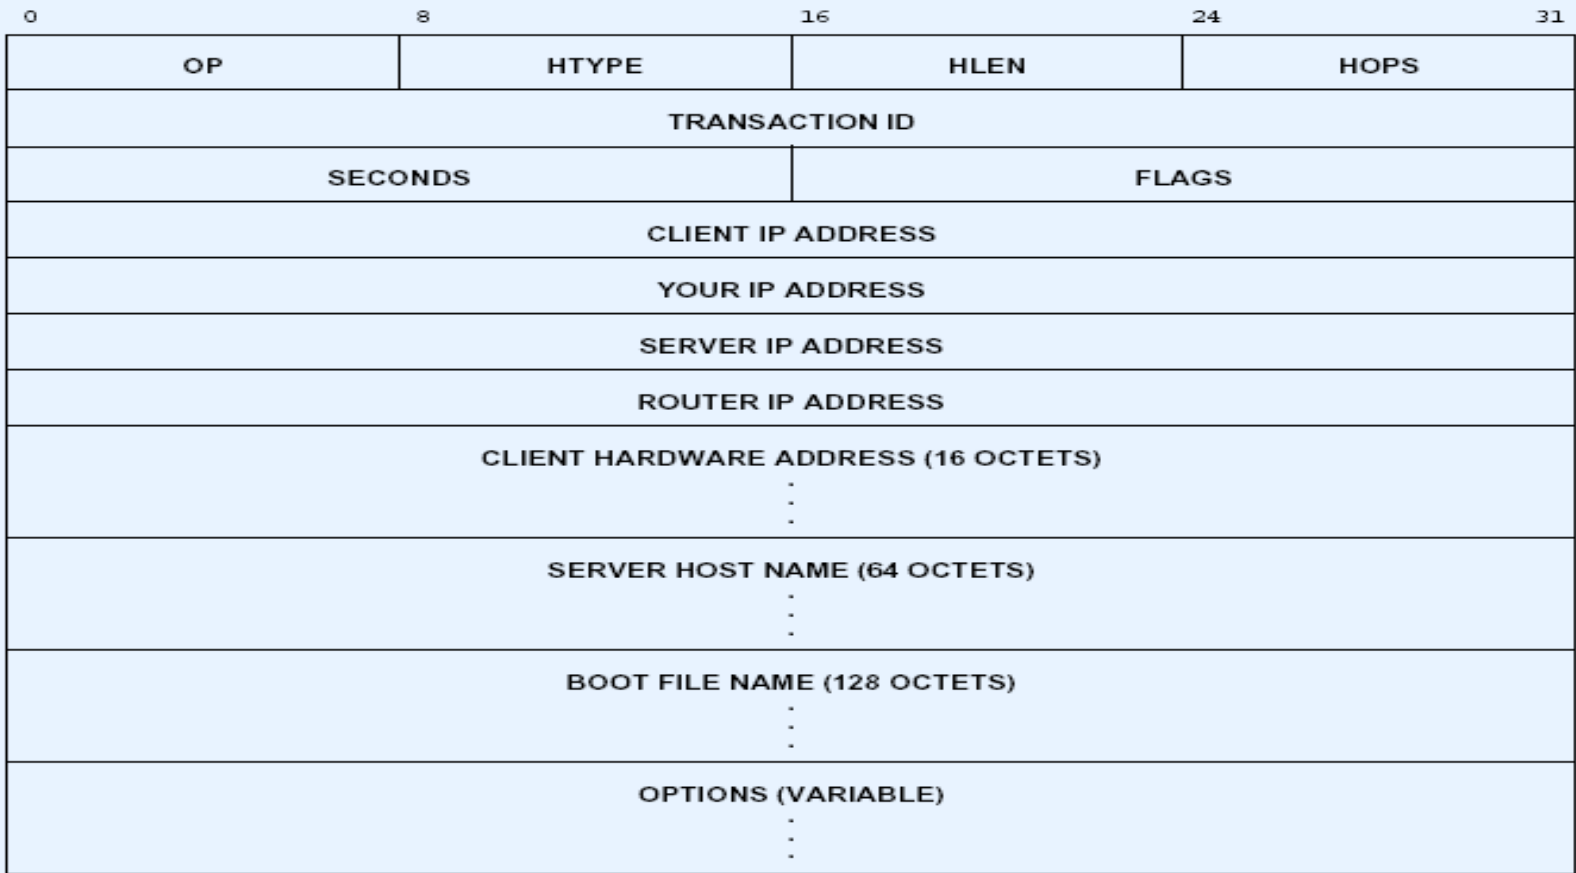 0 8 16 24 31
OP HTYPE HLEN HOPS
TRANSACTION ID
SECONDS FLAGS
CLIENT IP ADDRESS
YOUR IP ADDRESS
SERVER IP ADDRESS
ROUTER IP ADDRESS
CLIENT HARDWARE ADDRESS (16 OCTETS)
SERVER HOST NAME (64 OCTETS)
BOOT FILE NAME (128 OCTETS)
OPTIONS (VARIABLE)